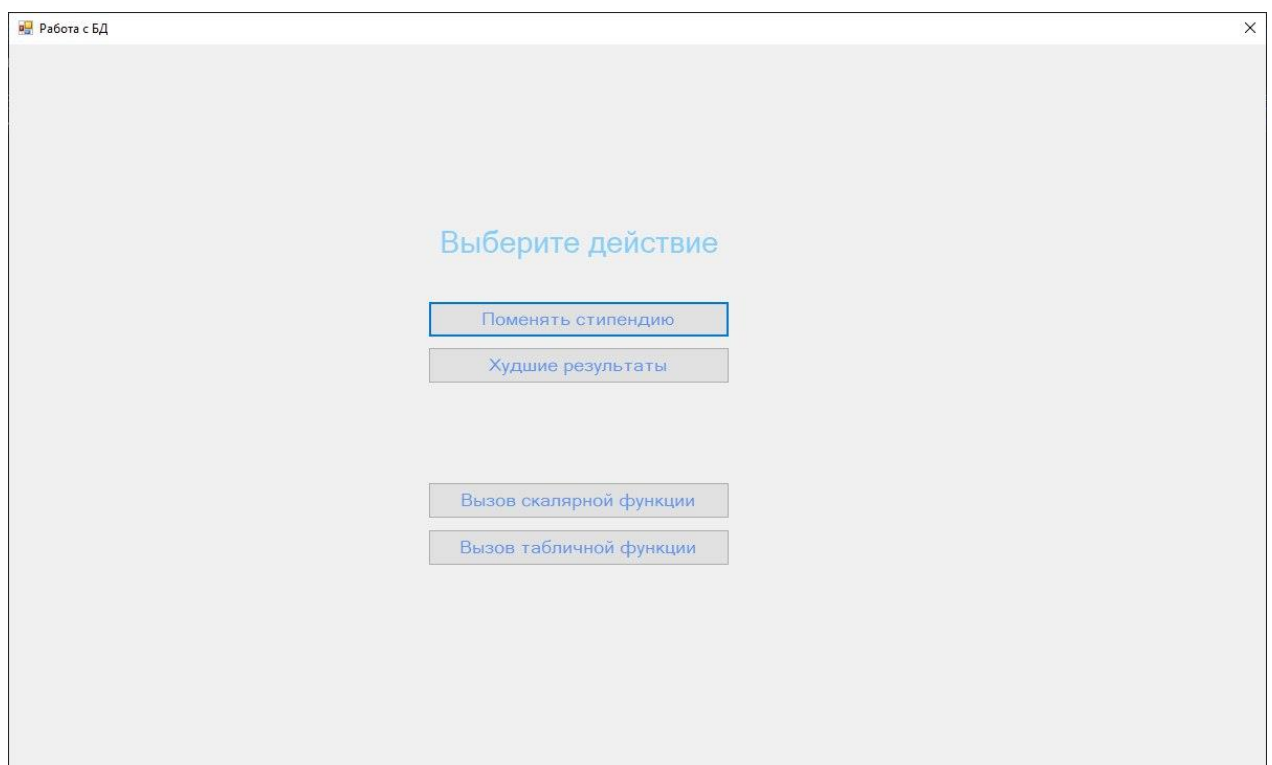 Работа с БД
Выберите действие
Поменять стипендию
Худшие результаты
Вызов скалярной функции
Вызов табличной функции